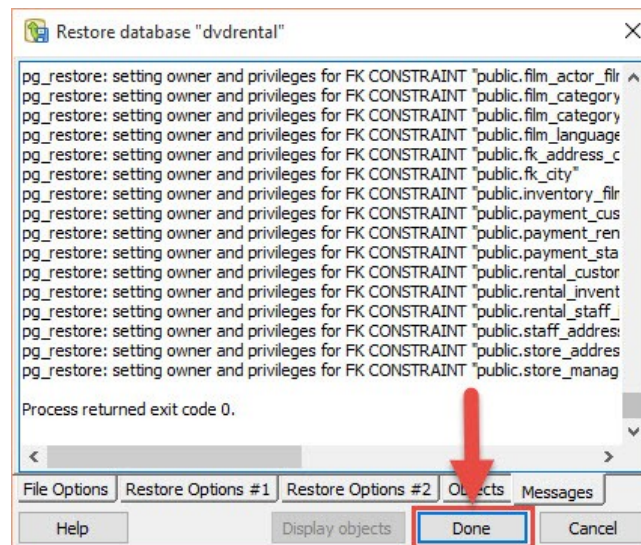 Restore database "dvdrental"
pg_restore: setting owner and privileges for FK CONSTRAINT "public.film_actor_film
pg_restore: setting owner and privileges for FK CONSTRAINT "public.film_category
pg_restore: setting owner and privileges for FK CONSTRAINT "public.film_category
pg_restore: setting owner and privileges for FK CONSTRAINT "public.film_language
pg_restore: setting owner and privileges for FK CONSTRAINT "public.fk_address_c
pg_restore: setting owner and privileges for FK CONSTRAINT "public.fk_city"
pg_restore: setting owner and privileges for FK CONSTRAINT "public.inventory_film
pg_restore: setting owner and privileges for FK CONSTRAINT "public.payment_cus
pg_restore: setting owner and privileges for FK CONSTRAINT "public.payment_ren
pg_restore: setting owner and privileges for FK CONSTRAINT "public.payment_sta
pg_restore: setting owner and privileges for FK CONSTRAINT "public.rental_custom
pg_restore: setting owner and privileges for FK CONSTRAINT "public.rental_invent
pg_restore: setting owner and privileges for FK CONSTRAINT "public.rental_staff_
pg_restore: setting owner and privileges for FK CONSTRAINT "public.staff_address
pg_restore: setting owner and privileges for FK CONSTRAINT "public.store_addres
pg_restore: setting owner and privileges for FK CONSTRAINT "public.store_manag
Process returned exit code 0.
File Options Restore Options #1 Restore Options #2 Objects Messages
Help Display objects Done Cancel